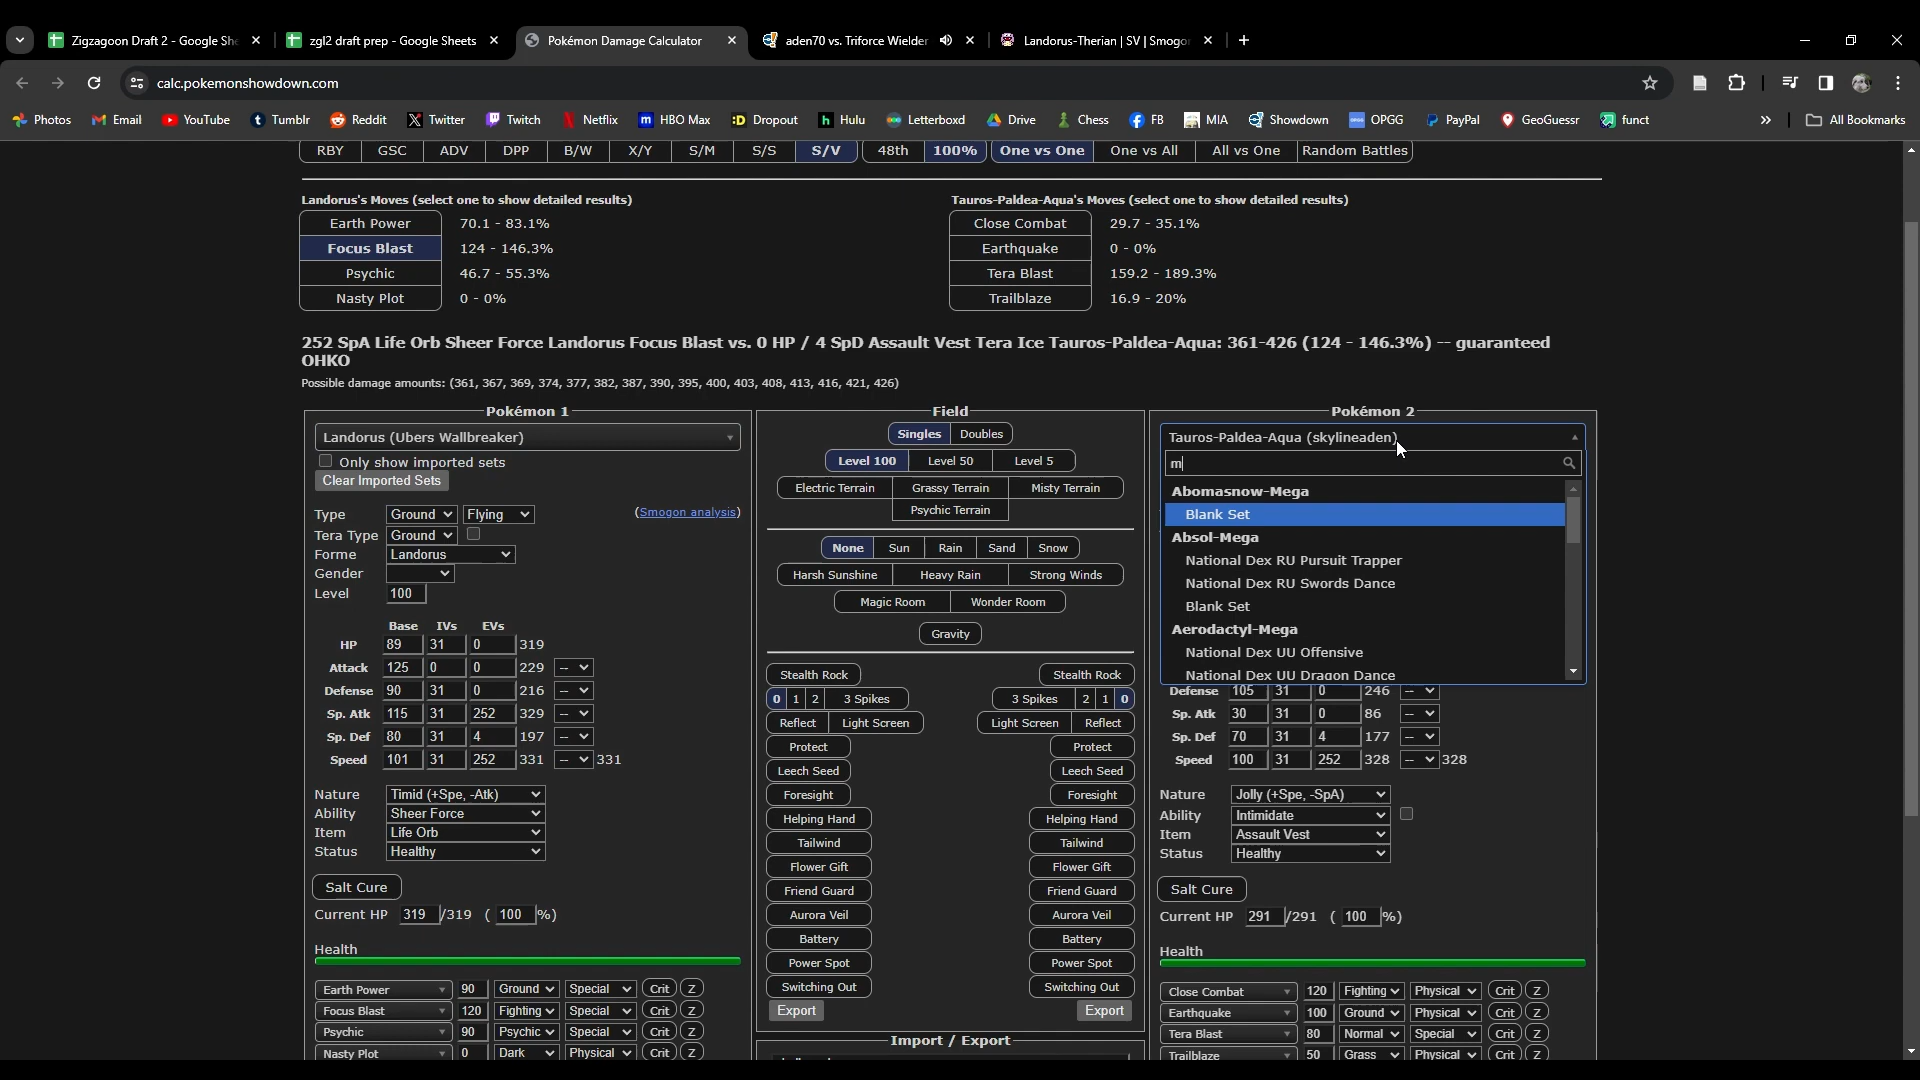 Zigzagoon Draft 2 - Google She
zgl2 draft prep - Google Sheets
Pokémon Damage Calculator
aden70 vs. Triforce Wielder
Landorus-Therian | SV | Smogo
calc.pokemonshowdown.com
Photos Email YouTube Tumblr Reddit Twitter Twitch Netflix HBO Max Dropout Hulu Letterboxd Drive Chess FB MIA Showdown OPGG PayPal GeoGuessr funct » All Bookmarks
RBY GSC ADV DPP B/W X/Y S/M S/S S/V 48th 100% One vs One One vs All All vs One Random Battles
Landorus's Moves (select one to show detailed results)
Earth Power 70.1 - 83.1%
Focus Blast 124 - 146.3%
Psychic 46.7 - 55.3%
Nasty Plot 0 - 0%
Tauros-Paldea-Aqua's Moves (select one to show detailed results)
Close Combat 29.7 - 35.1%
Earthquake 0 - 0%
Tera Blast 159.2 - 189.3%
Trailblaze 16.9 - 20%
252 SpA Life Orb Sheer Force Landorus Focus Blast vs. 0 HP / 4 SpD Assault Vest Tera Ice Tauros-Paldea-Aqua: 361-426 (124 - 146.3%) -- guaranteed
OHKO
Possible damage amounts: (361, 367, 369, 374, 377, 382, 387, 390, 395, 400, 403, 408, 413, 416, 421, 426)
Pokémon 1
Landorus (Ubers Wallbreaker)
Only show imported sets
Clear Imported Sets
Type Ground Flying (Smogon analysis)
Tera Type Ground
Forme Landorus
Gender
Level 100
Base IVs EVs
HP 89 31 0 319
Attack 125 0 0 229 --
Defense 90 31 0 216 --
Sp. Atk 115 31 252 329 --
Sp. Def 80 31 4 197 --
Speed 101 31 252 331 -- 331
Nature Timid (+Spe, -Atk)
Ability Sheer Force
Item Life Orb
Status Healthy
Salt Cure
Current HP 319 /319 ( 100 %)
Health
Earth Power 90 Ground Special Crit Z
Focus Blast 120 Fighting Special Crit Z
Psychic 90 Psychic Special Crit Z
Nasty Plot 0 Dark Physical Crit Z
Field
Singles Doubles
Level 100 Level 50 Level 5
Electric Terrain Grassy Terrain Misty Terrain
Psychic Terrain
None Sun Rain Sand Snow
Harsh Sunshine Heavy Rain Strong Winds
Magic Room Wonder Room
Gravity
Stealth Rock Stealth Rock
0 1 2 3 Spikes 3 Spikes 2 1 0
Reflect Light Screen Light Screen Reflect
Protect Protect
Leech Seed Leech Seed
Foresight Foresight
Helping Hand Helping Hand
Tailwind Tailwind
Flower Gift Flower Gift
Friend Guard Friend Guard
Aurora Veil Aurora Veil
Battery Battery
Power Spot Power Spot
Switching Out Switching Out
Export Export
Import / Export
Pokémon 2
Tauros-Paldea-Aqua (skylineaden)
m
Abomasnow-Mega
Blank Set
Absol-Mega
National Dex RU Pursuit Trapper
National Dex RU Swords Dance
Blank Set
Aerodactyl-Mega
National Dex UU Offensive
National Dex UU Dragon Dance
Defense 105 31 0 246 --
Sp. Atk 30 31 0 86 --
Sp. Def 70 31 4 177 --
Speed 100 31 252 328 -- 328
Nature Jolly (+Spe, -SpA)
Ability Intimidate
Item Assault Vest
Status Healthy
Salt Cure
Current HP 291 /291 ( 100 %)
Health
Close Combat 120 Fighting Physical Crit Z
Earthquake 100 Ground Physical Crit Z
Tera Blast 80 Normal Special Crit Z
Trailblaze 50 Grass Physical Crit Z